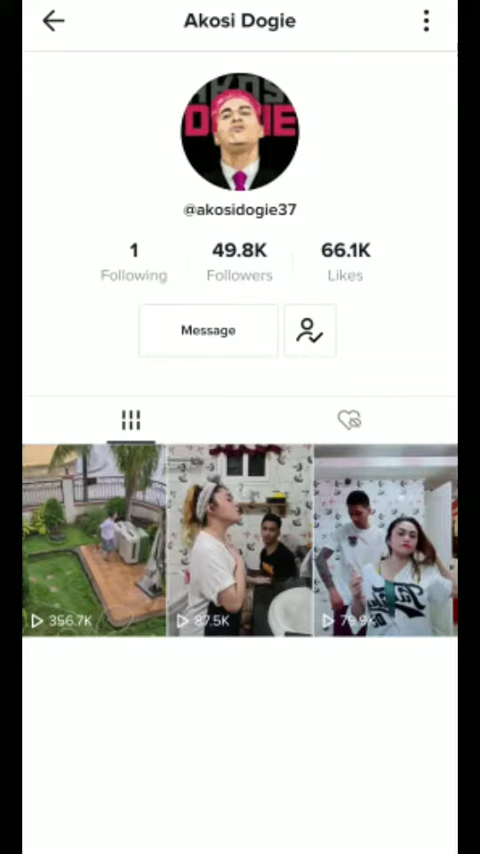 Akosi Dogie
AKOSI
DOGIE
@akosidogie37
1 49.8K 66.1K
Following Followers Likes
Message
356.7K 87.5K 79.9K